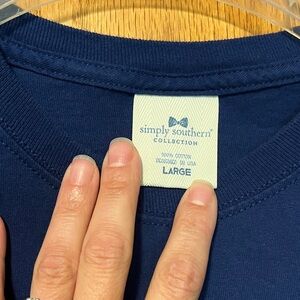 simply southern®
COLLECTION
100% COTTON
DESIGNED IN USA
LARGE